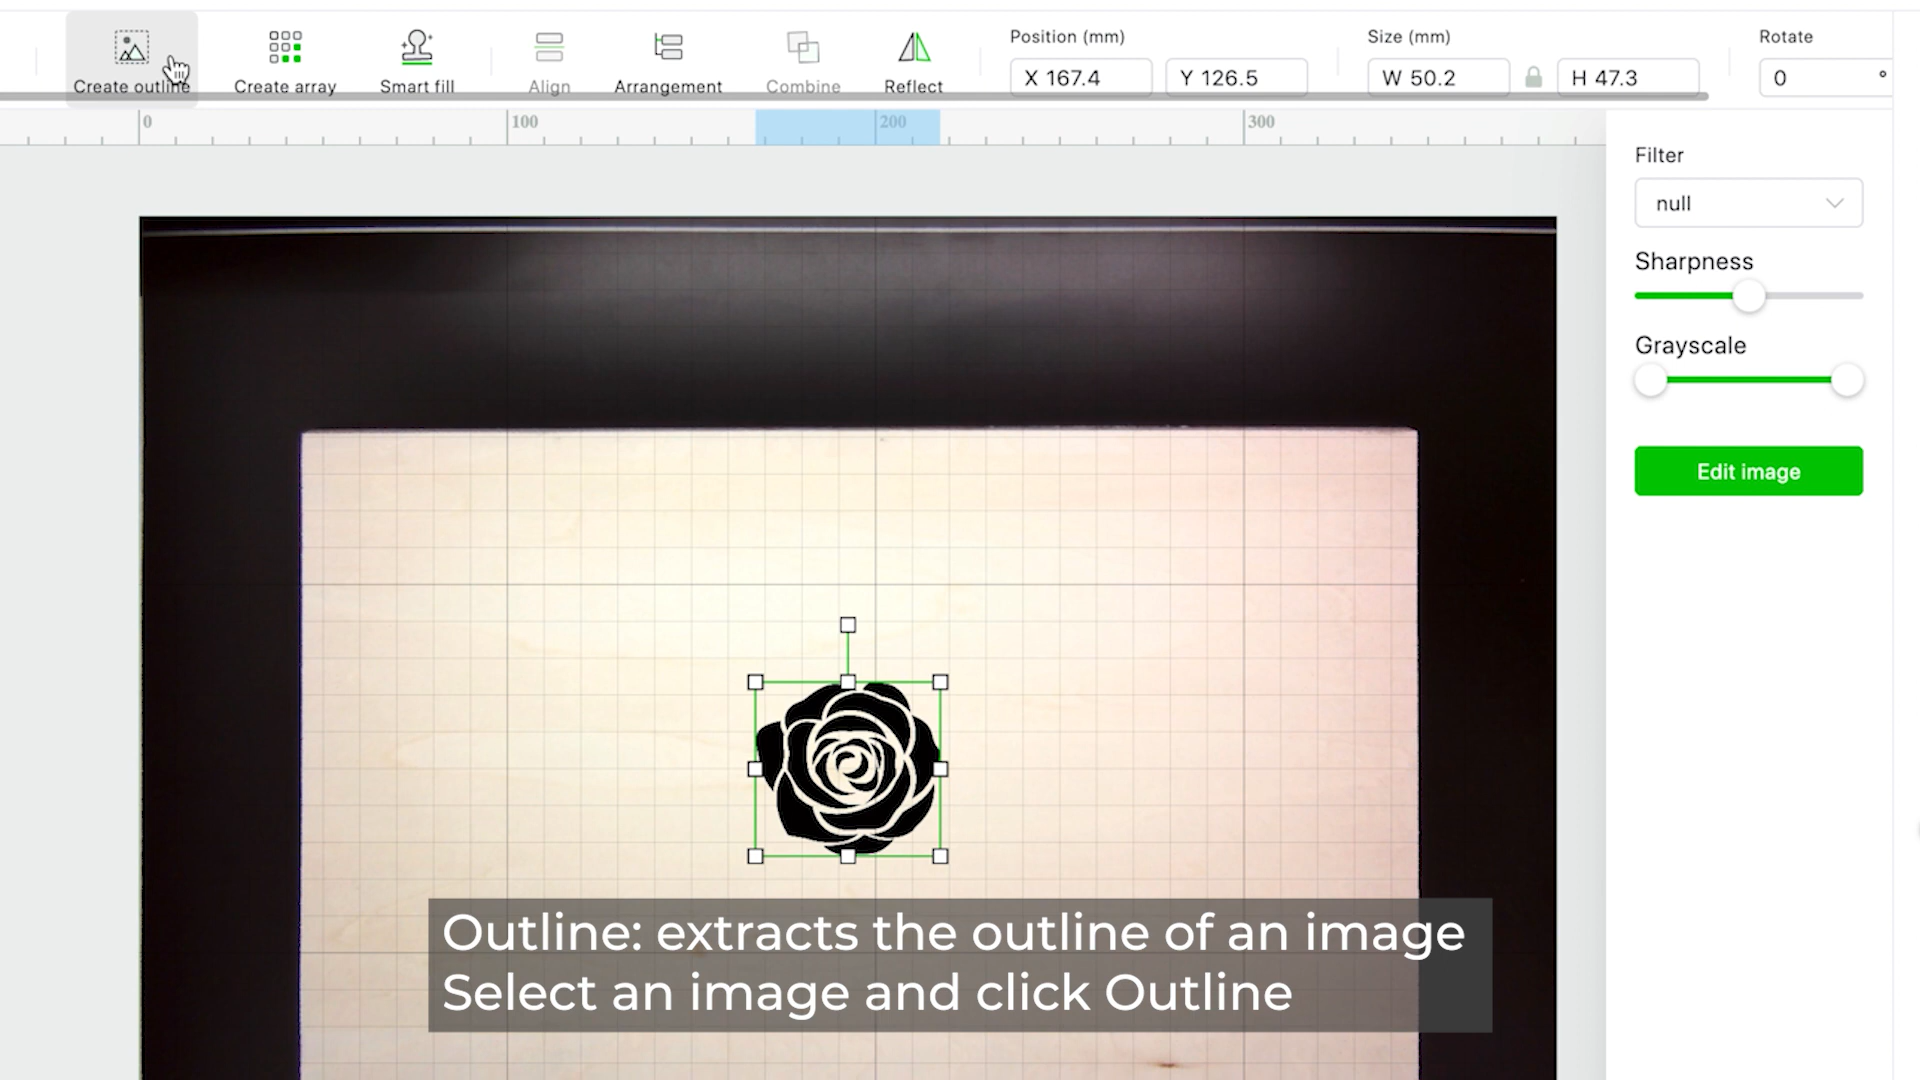 Create outline
Create array
Smart fill
Align
Arrangement
Combine
Reflect
Position (mm)
X 167.4
Y 126.5
Size (mm)
W 50.2
H 47.3
Rotate
0 °
0
100
200
300
Filter
null
Sharpness
Grayscale
Edit image
Outline: extracts the outline of an image
Select an image and click Outline